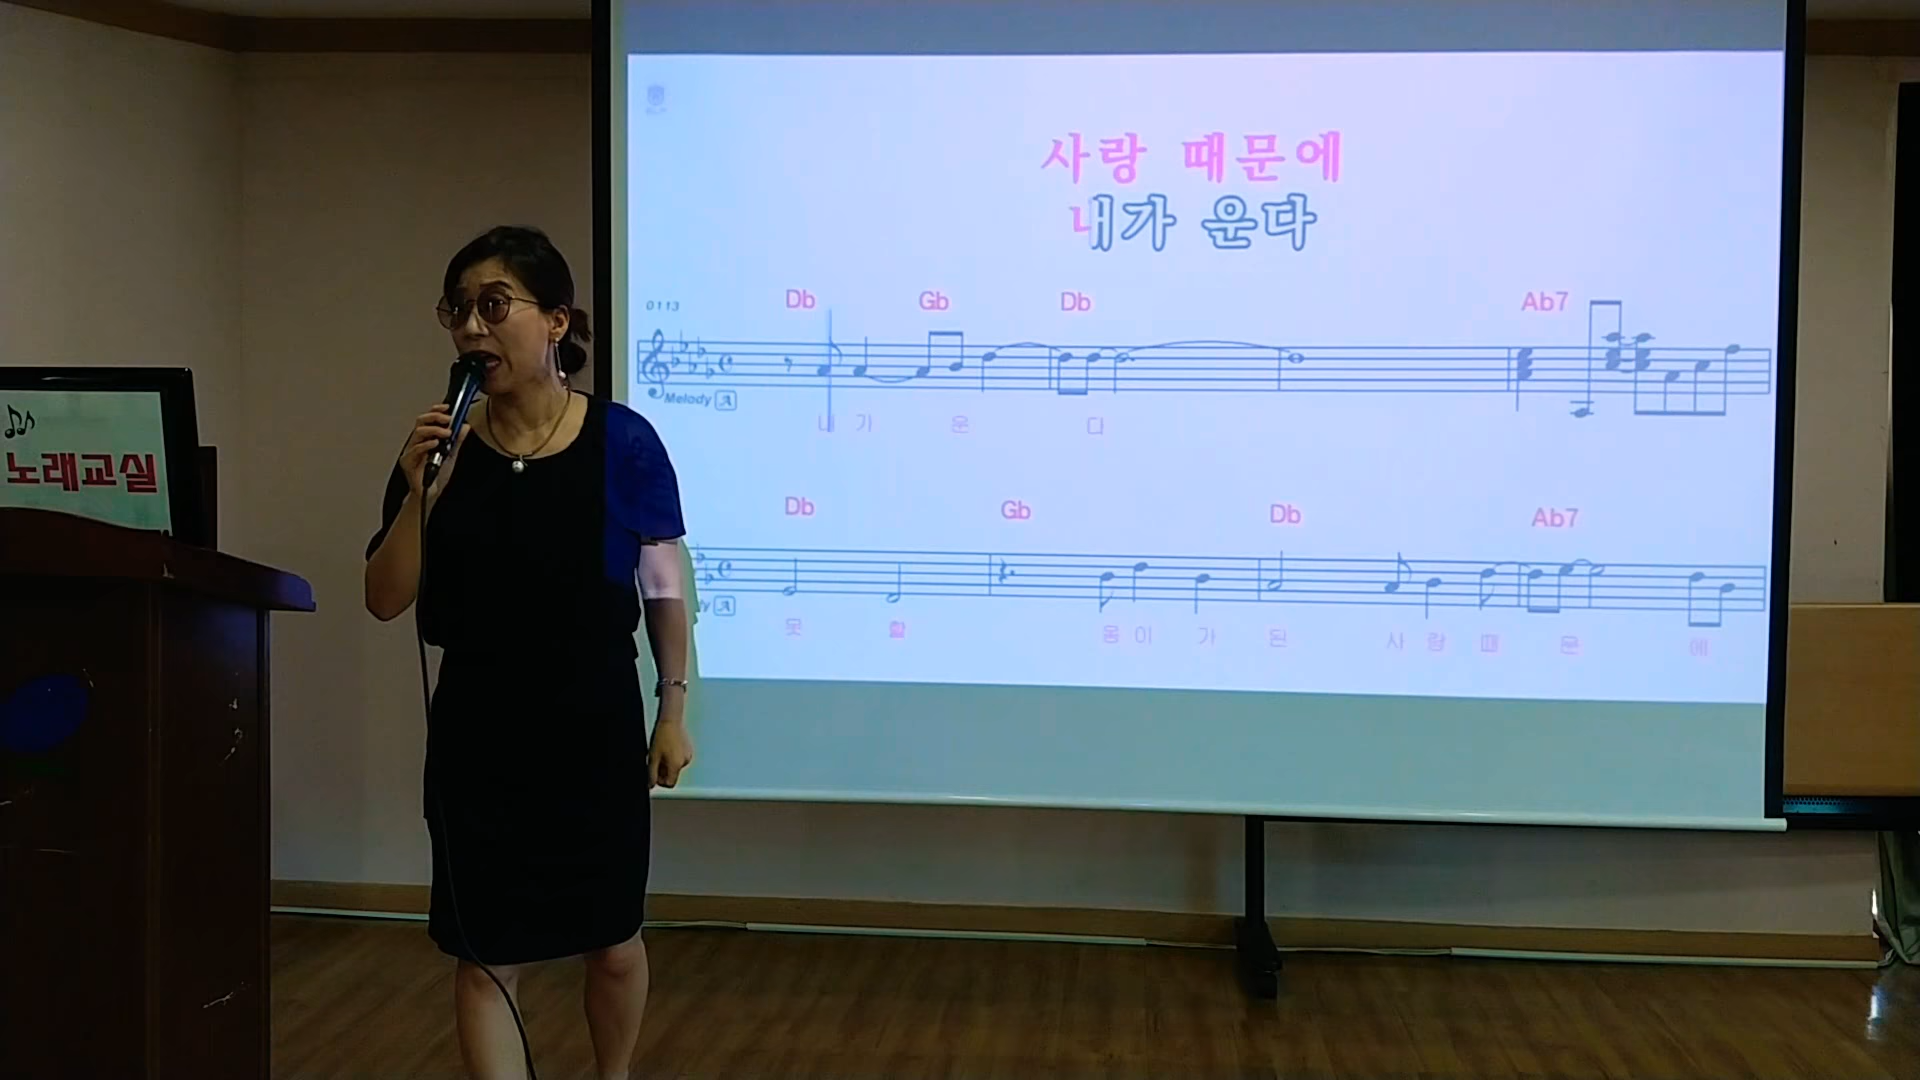 노래교실
사랑 때문에
내가 운다
0113
Db Gb Db Ab7
Melody A
내 가 운 다
Db Gb Db Ab7
A
못 할 몸 이 가 된 사 랑 때 문 에